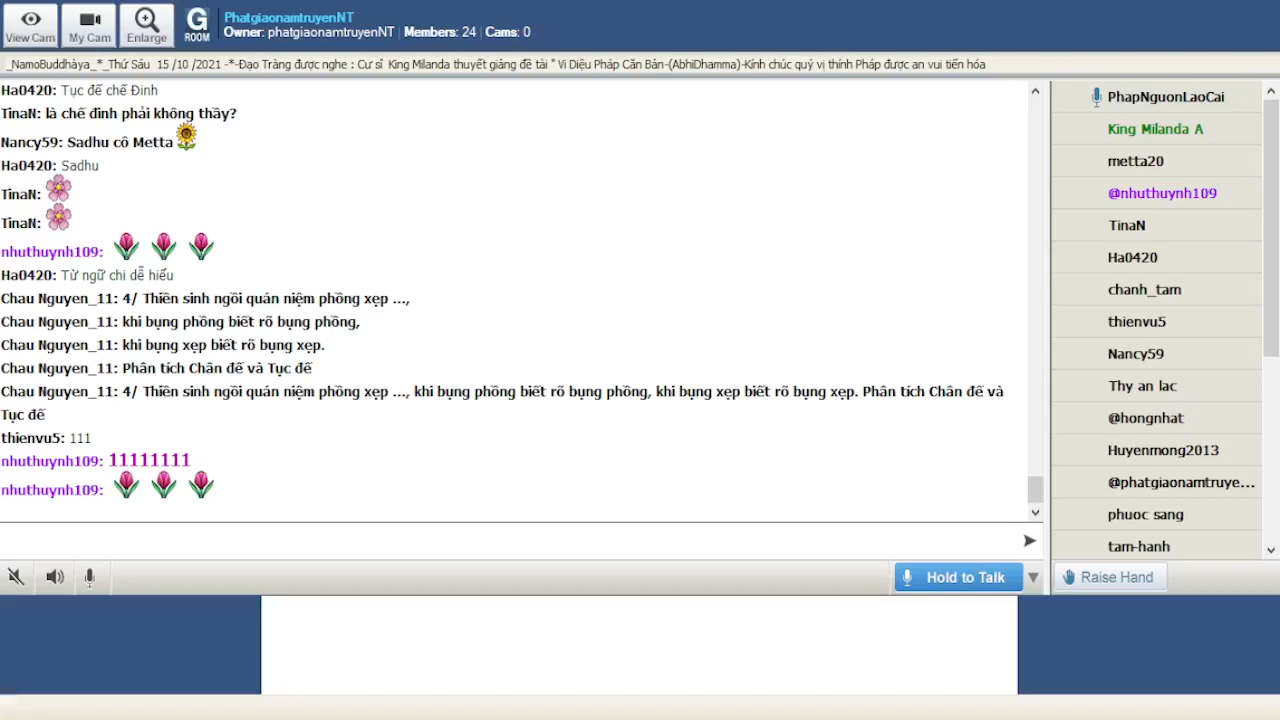 View Cam
My Cam
Enlarge
G
ROOM
PhatgiaonamtruyenNT
Owner: phatgiaonamtruyenNT | Members: 24 | Cams: 0
_NamoBuddhàya_*_Thứ Sáu 15 /10 /2021 -*-Đạo Tràng được nghe : Cư sĩ King Milanda thuyết giảng đề tài " Vi Diệu Pháp Căn Bản-(AbhiDhamma)-Kính chúc quý vị thính Pháp được an vui tiến hóa
Ha0420: Tục đế chế Đinh
TinaN: là chế đinh phải không thầy?
Nancy59: Sadhu cô Metta
Ha0420: Sadhu
TinaN:
TinaN:
nhuthuynh109:
Ha0420: Từ ngữ chi dễ hiểu
Chau Nguyen_11: 4/ Thiền sinh ngồi quán niệm phồng xẹp ...,
Chau Nguyen_11: khi bụng phồng biết rõ bụng phồng,
Chau Nguyen_11: khi bụng xẹp biết rõ bụng xẹp.
Chau Nguyen_11: Phân tích Chân đế và Tục đế
Chau Nguyen_11: 4/ Thiền sinh ngồi quán niệm phồng xẹp ..., khi bụng phồng biết rõ bụng phồng, khi bụng xẹp biết rõ bụng xẹp. Phân tích Chân đế và
Tục đế
thienvu5: 111
nhuthuynh109: 11111111
nhuthuynh109:
PhapNguonLaoCai
King Milanda A
metta20
@nhuthuynh109
TinaN
Ha0420
chanh_tam
thienvu5
Nancy59
Thy an lac
@hongnhat
Huyenmong2013
@phatgiaonamtruye...
phuoc sang
tam-hanh
Hold to Talk
Raise Hand